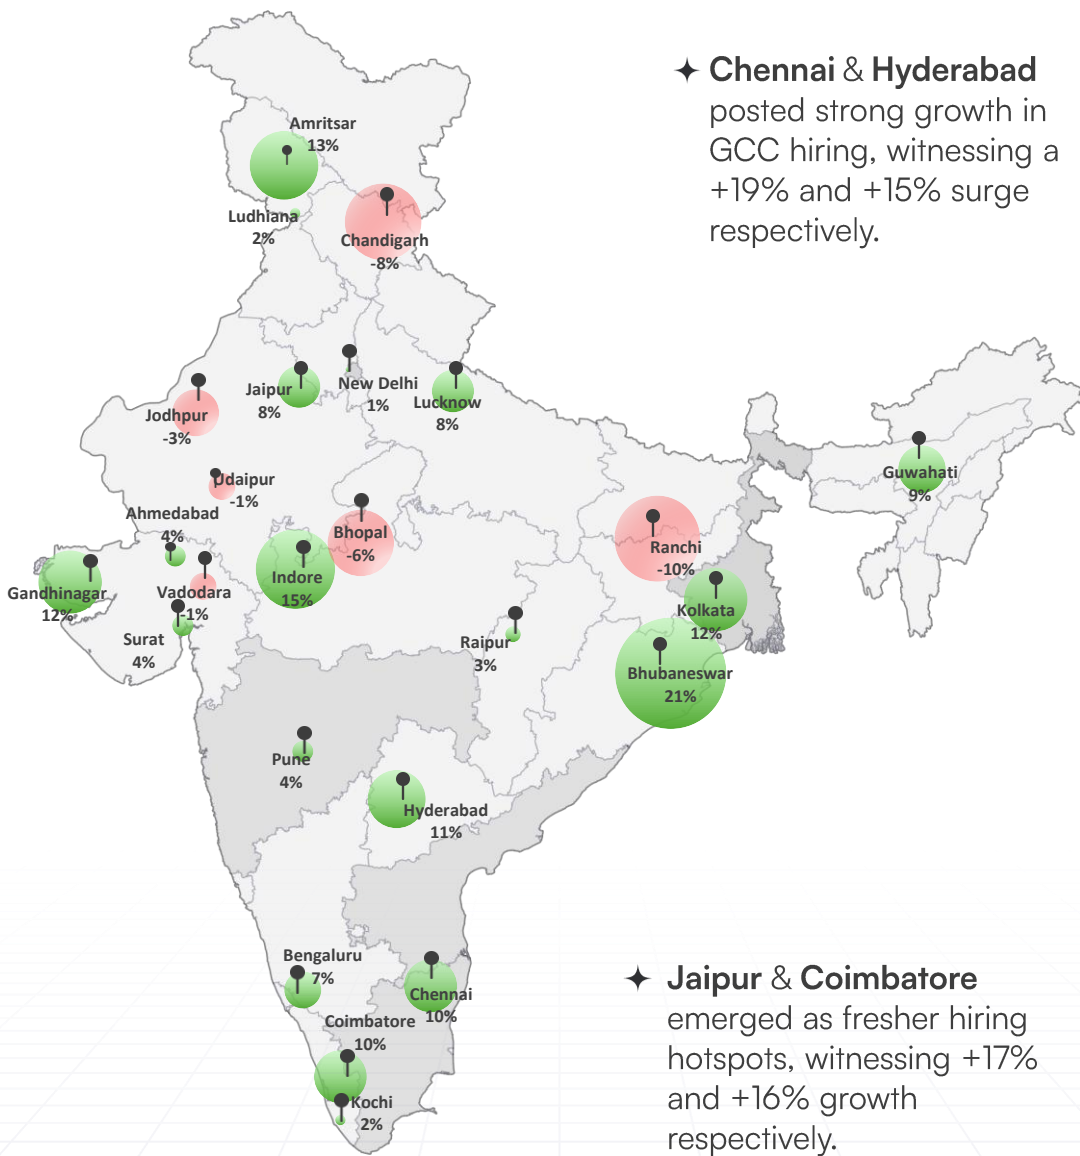 ✦ Chennai & Hyderabad
posted strong growth in
GCC hiring, witnessing a
+19% and +15% surge
respectively.
Amritsar
13%
Ludhiana
2%
Chandigarh
-8%
Jaipur
8%
New Delhi
1%
Lucknow
8%
Jodhpur
-3%
Udaipur
-1%
Guwahati
9%
Ahmedabad
4%
Bhopal
-6%
Ranchi
-10%
Gandhinagar
12%
Vadodara
-1%
Indore
15%
Kolkata
12%
Surat
4%
Raipur
3%
Bhubaneswar
21%
Pune
4%
Hyderabad
11%
Bengaluru
7%
Chennai
10%
Coimbatore
10%
Kochi
2%
✦ Jaipur & Coimbatore
emerged as fresher hiring
hotspots, witnessing +17%
and +16% growth
respectively.